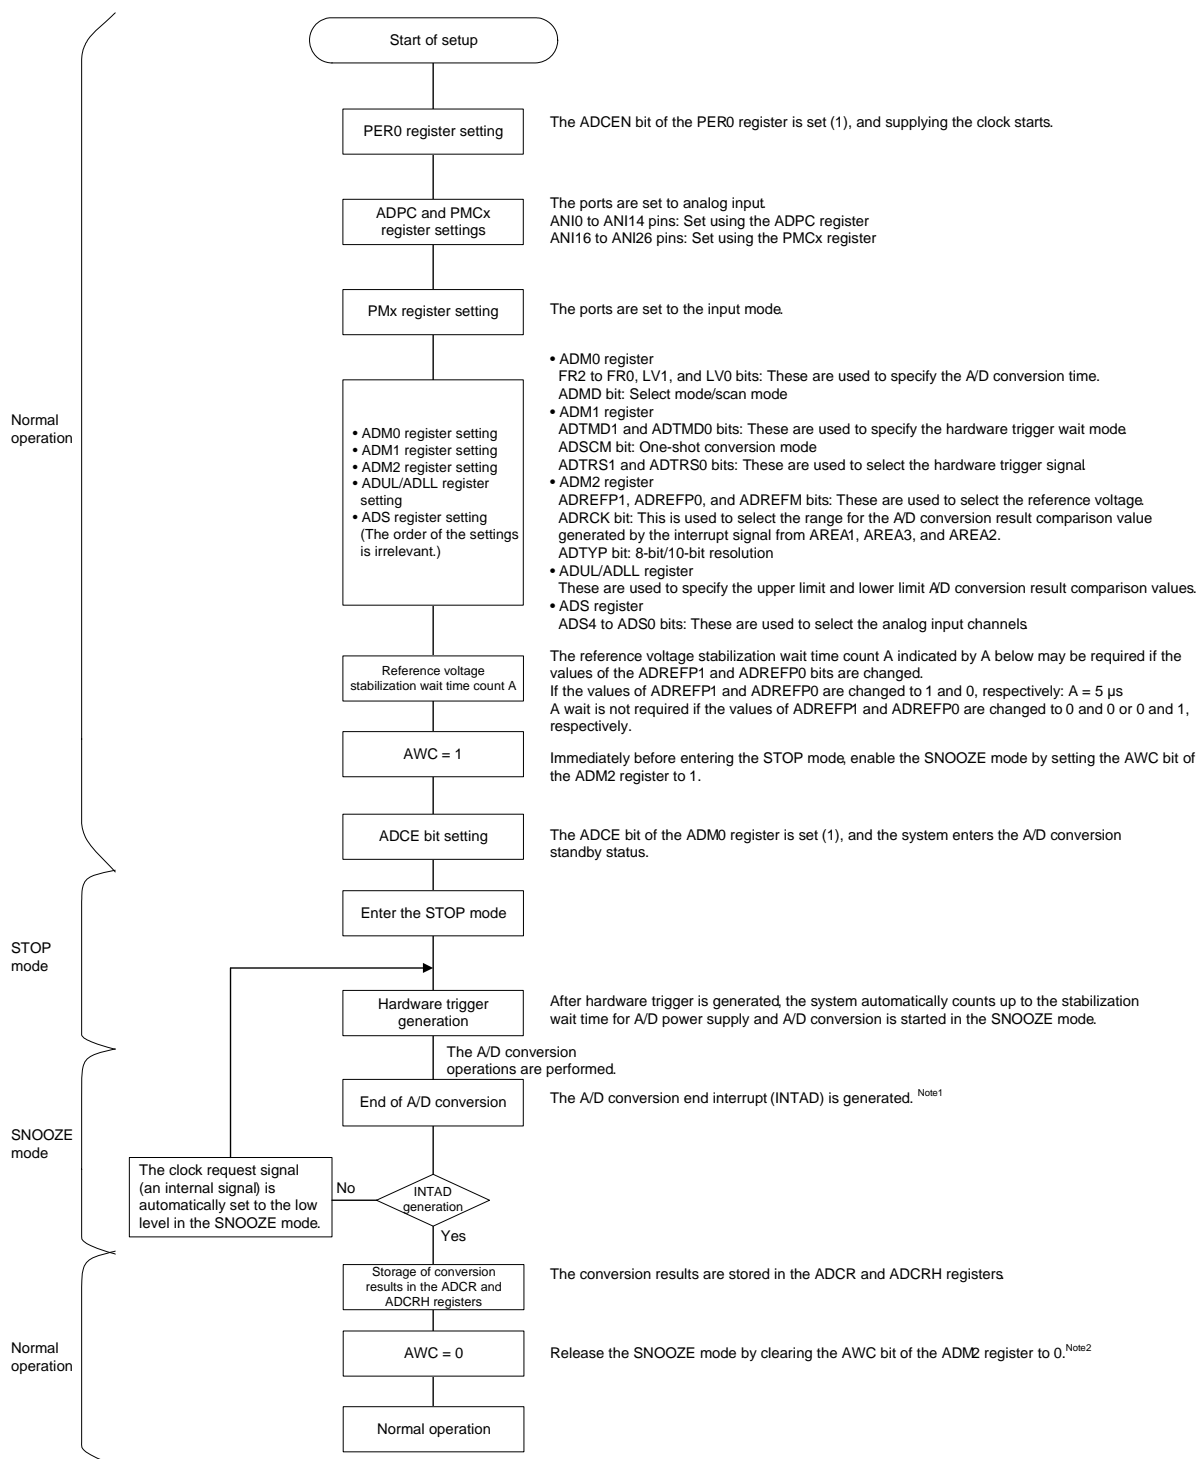 Start of setup
PER0 register setting
The ADCEN bit of the PER0 register is set (1), and supplying the clock starts.
ADPC and PMCx
register settings
The ports are set to analog input.
ANI0 to ANI14 pins: Set using the ADPC register
ANI16 to ANI26 pins: Set using the PMCx register
PMx register setting
The ports are set to the input mode.
Normal
operation
• ADM0 register setting
• ADM1 register setting
• ADM2 register setting
• ADUL/ADLL register
setting
• ADS register setting
(The order of the settings
is irrelevant.)
• ADM0 register
FR2 to FR0, LV1, and LV0 bits: These are used to specify the A/D conversion time.
ADMD bit: Select mode/scan mode
• ADM1 register
ADTMD1 and ADTMD0 bits: These are used to specify the hardware trigger wait mode.
ADSCM bit: One-shot conversion mode
ADTRS1 and ADTRS0 bits: These are used to select the hardware trigger signal.
• ADM2 register
ADREFP1, ADREFP0, and ADREFM bits: These are used to select the reference voltage.
ADRCK bit: This is used to select the range for the A/D conversion result comparison value
generated by the interrupt signal from AREA1, AREA3, and AREA2.
ADTYP bit: 8-bit/10-bit resolution
• ADUL/ADLL register
These are used to specify the upper limit and lower limit A/D conversion result comparison values.
• ADS register
ADS4 to ADS0 bits: These are used to select the analog input channels.
Reference voltage
stabilization wait time count A
The reference voltage stabilization wait time count A indicated by A below may be required if the
values of the ADREFP1 and ADREFP0 bits are changed.
If the values of ADREFP1 and ADREFP0 are changed to 1 and 0, respectively: A = 5 µs
A wait is not required if the values of ADREFP1 and ADREFP0 are changed to 0 and 0 or 0 and 1,
respectively.
AWC = 1
Immediately before entering the STOP mode, enable the SNOOZE mode by setting the AWC bit of
the ADM2 register to 1.
ADCE bit setting
The ADCE bit of the ADM0 register is set (1), and the system enters the A/D conversion
standby status.
STOP
mode
Enter the STOP mode
Hardware trigger
generation
After hardware trigger is generated, the system automatically counts up to the stabilization
wait time for A/D power supply and A/D conversion is started in the SNOOZE mode.
The A/D conversion
operations are performed.
SNOOZE
mode
End of A/D conversion
The A/D conversion end interrupt (INTAD) is generated. Note1
The clock request signal
(an internal signal) is
automatically set to the low
level in the SNOOZE mode.
No
INTAD
generation
Yes
Normal
operation
Storage of conversion
results in the ADCR and
ADCRH registers
The conversion results are stored in the ADCR and ADCRH registers.
AWC = 0
Release the SNOOZE mode by clearing the AWC bit of the ADM2 register to 0.Note2
Normal operation